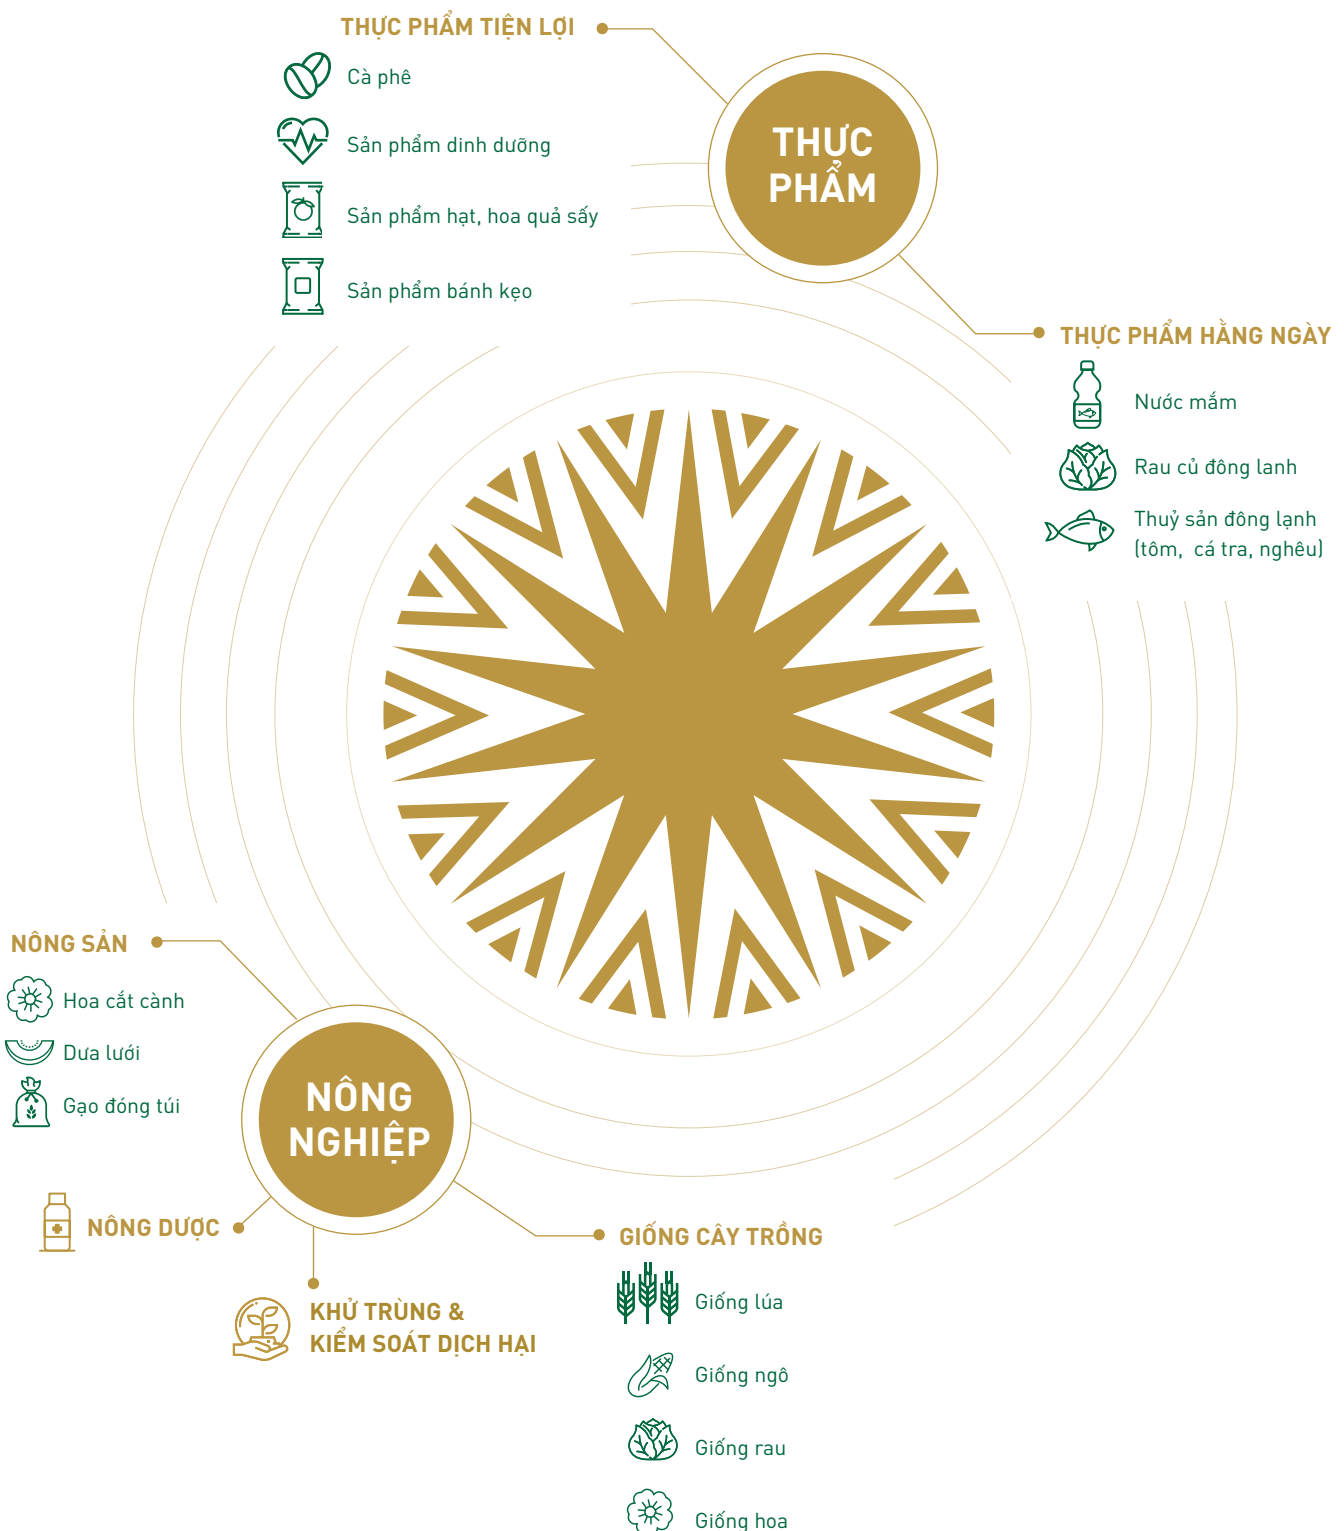 THỰC PHẨM TIỆN LỢI
Cà phê
Sản phẩm dinh dưỡng
Sản phẩm hạt, hoa quả sấy
Sản phẩm bánh kẹo
THỰC
PHẨM
THỰC PHẨM HẰNG NGÀY
Nước mắm
Rau củ đông lanh
Thuỷ sản đông lạnh
(tôm, cá tra, nghêu)
NÔNG SẢN
Hoa cắt cành
Dưa lưới
Gạo đóng túi
NÔNG
NGHIỆP
NÔNG DƯỢC
KHỬ TRÙNG &
KIỂM SOÁT DỊCH HẠI
GIỐNG CÂY TRỒNG
Giống lúa
Giống ngô
Giống rau
Giống hoa